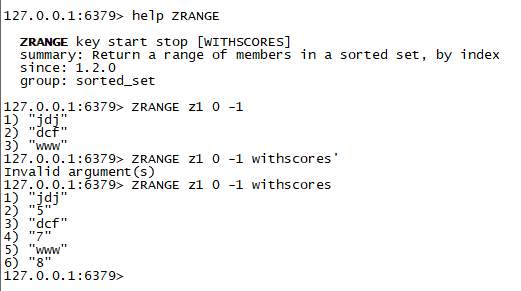 127.0.0.1:6379> help ZRANGE
ZRANGE key start stop [WITHSCORES]
summary: Return a range of members in a sorted set, by index
since: 1.2.0
group: sorted_set
127.0.0.1:6379> ZRANGE z1 0 -1
1) "jdj"
2) "dcf"
3) "www"
127.0.0.1:6379> ZRANGE z1 0 -1 withscores'
Invalid argument(s)
127.0.0.1:6379> ZRANGE z1 0 -1 withscores
1) "jdj"
2) "5"
3) "dcf"
4) "7"
5) "www"
6) "8"
127.0.0.1:6379>